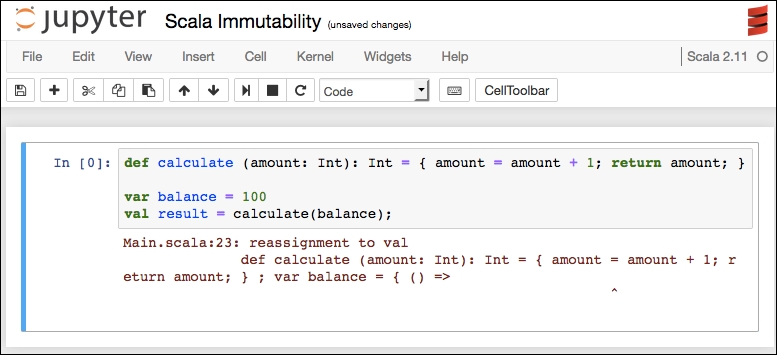 jupyter Scala Immutability (unsaved changes)
File Edit View Insert Cell Kernel Widgets Help Scala 2.11
Code CellToolbar
In [0]: def calculate (amount: Int): Int = { amount = amount + 1; return amount; }
var balance = 100
val result = calculate(balance);
Main.scala:23: reassignment to val
def calculate (amount: Int): Int = { amount = amount + 1; r
eturn amount; } ; var balance = { () =>
^